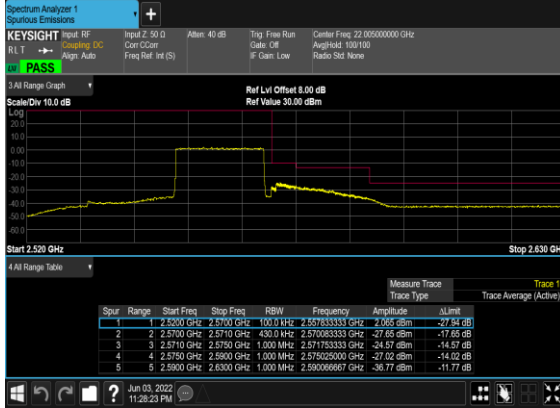 Spectrum Analyzer 1
Spurious Emissions
+
KEYSIGHT Input: RF Input Z: 50 Ω Atten: 40 dB Trig: Free Run Center Freq: 22.005000000 GHz
RLT Coupling: DC Corr CCorr Gate: Off Avg|Hold: 100/100
Align: Auto Freq Ref: Int (S) IF Gain: Low Radio Std: None
PASS
3 All Range Graph
Ref Lvl Offset 8.00 dB
Scale/Div 10.0 dB Ref Value 30.00 dBm
Log
20.0
10.0
0.00
-10.0
-20.0
-30.0
-40.0
-50.0
-60.0
Start 2.520 GHz Stop 2.630 GH
4 All Range Table
Measure Trace Trace 1
Trace Type Trace Average (Active)
Spur Range Start Freq Stop Freq RBW Frequency Amplitude ΔLimit
1 1 2.5200 GHz 2.5700 GHz 100.0 kHz 2.557833333 GHz 2.065 dBm -27.94 dB
2 2 2.5700 GHz 2.5710 GHz 430.0 kHz 2.570083333 GHz -27.65 dBm -17.65 dB
3 3 2.5710 GHz 2.5750 GHz 1.000 MHz 2.571753333 GHz -24.57 dBm -14.57 dB
4 4 2.5750 GHz 2.5900 GHz 1.000 MHz 2.575025000 GHz -27.02 dBm -14.02 dB
5 5 2.5900 GHz 2.6300 GHz 1.000 MHz 2.590066667 GHz -36.77 dBm -11.77 dB
? Jun 03, 2022
11:28:23 PM